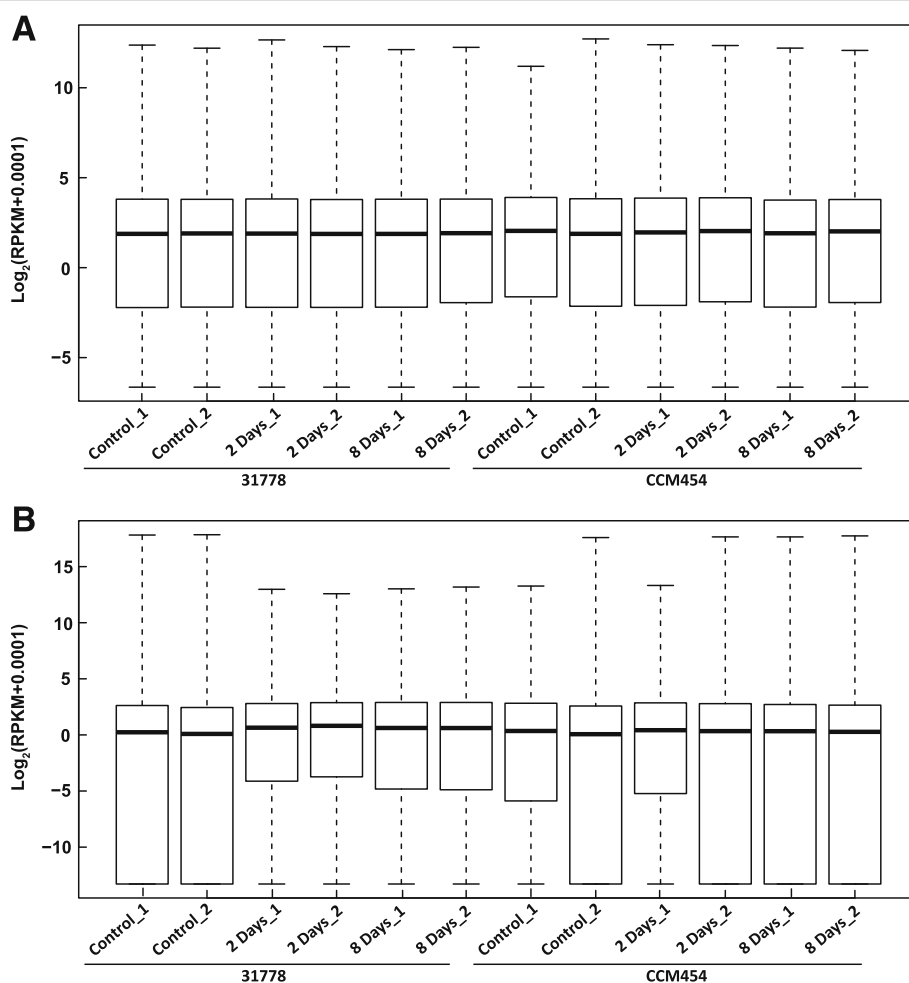 A
Log2(RPKM+0.0001)
10
5
0
−5
Control_1
Control_2
2 Days_1
2 Days_2
8 Days_1
8 Days_2
Control_1
Control_2
2 Days_1
2 Days_2
8 Days_1
8 Days_2
31778
CCM454
B
Log2(RPKM+0.0001)
15
10
5
0
−5
−10
Control_1
Control_2
2 Days_1
2 Days_2
8 Days_1
8 Days_2
Control_1
Control_2
2 Days_1
2 Days_2
8 Days_1
8 Days_2
31778
CCM454